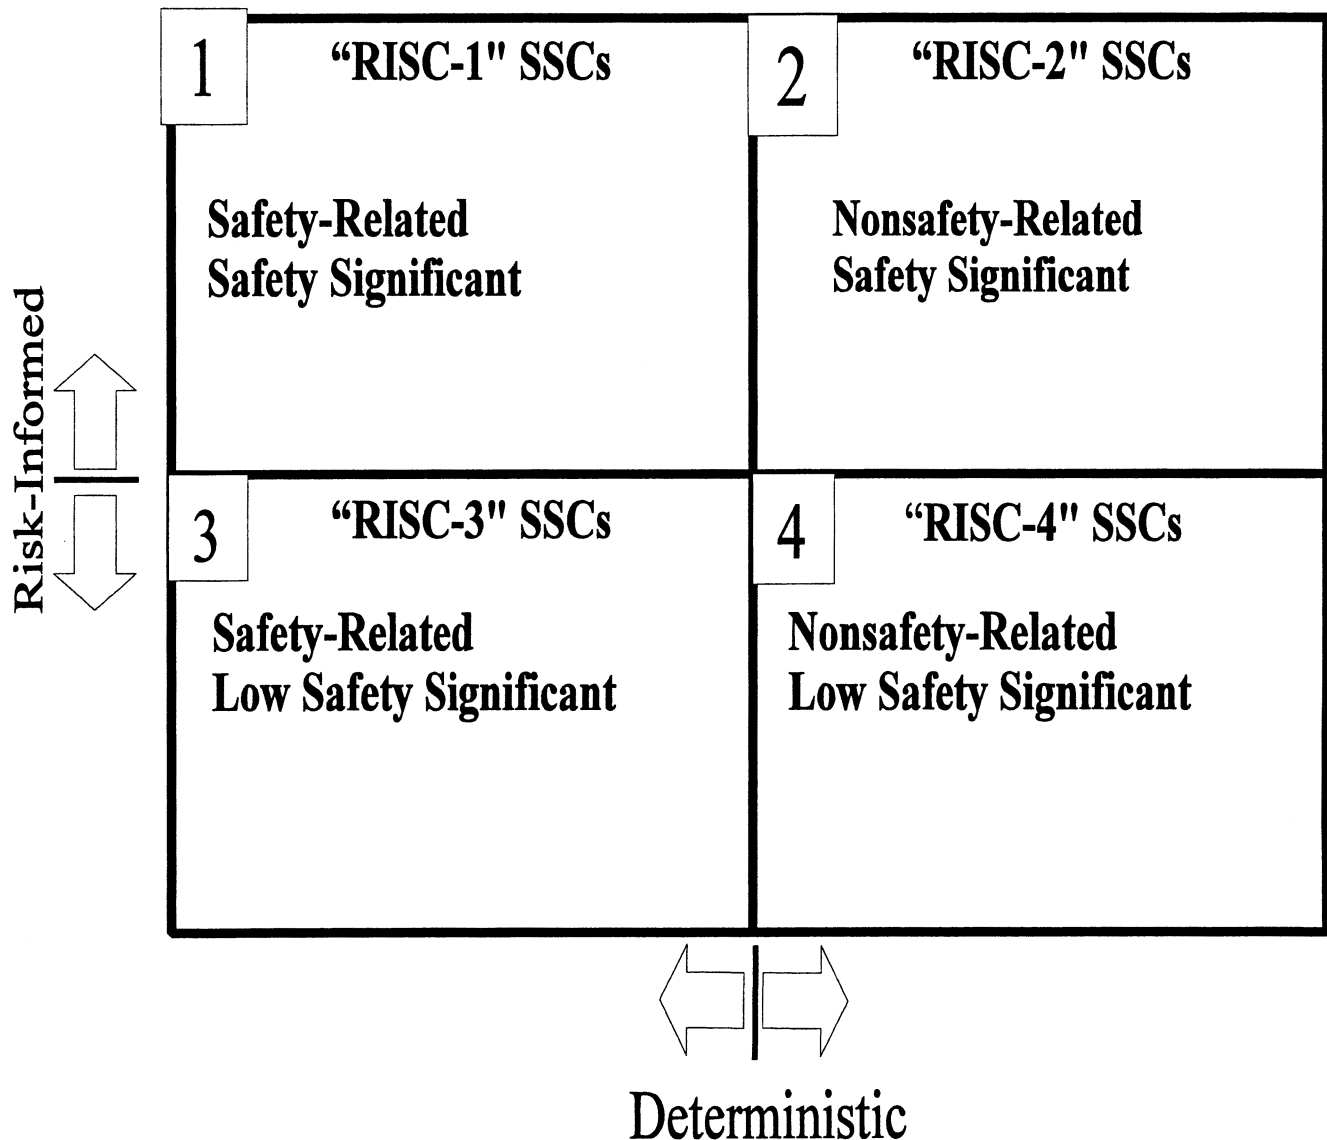 1
“RISC-1" SSCs
Safety-Related
Safety Significant
2
“RISC-2" SSCs
Nonsafety-Related
Safety Significant
Risk-Informed
3
“RISC-3" SSCs
Safety-Related
Low Safety Significant
4
“RISC-4" SSCs
Nonsafety-Related
Low Safety Significant
Deterministic